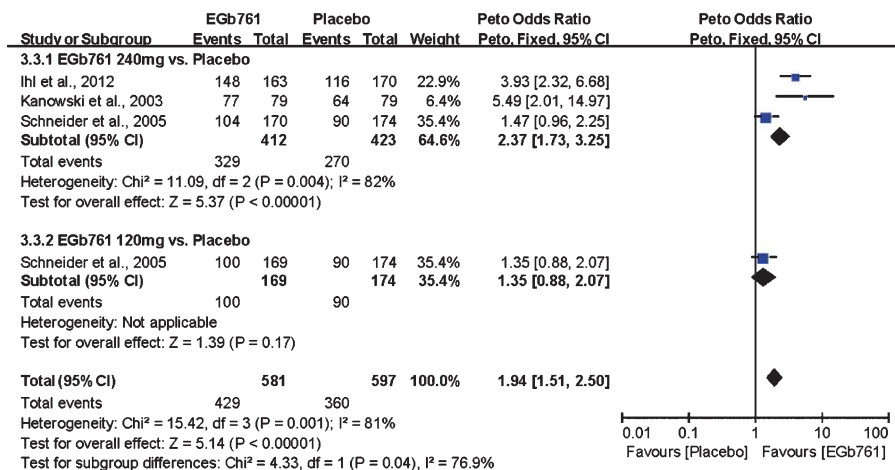 EGb761 Placebo Peto Odds Ratio Peto Odds Ratio
Study or Subgroup Events Total Events Total Weight Peto, Fixed, 95% CI Peto, Fixed, 95% CI
3.3.1 EGb761 240mg vs. Placebo
Ihl et al., 2012 148 163 116 170 22.9% 3.93 [2.32, 6.68]
Kanowski et al., 2003 77 79 64 79 6.4% 5.49 [2.01, 14.97]
Schneider et al., 2005 104 170 90 174 35.4% 1.47 [0.96, 2.25]
Subtotal (95% CI) 412 423 64.6% 2.37 [1.73, 3.25]
Total events 329 270
Heterogeneity: Chi² = 11.09, df = 2 (P = 0.004); I² = 82%
Test for overall effect: Z = 5.37 (P < 0.00001)
3.3.2 EGb761 120mg vs. Placebo
Schneider et al., 2005 100 169 90 174 35.4% 1.35 [0.88, 2.07]
Subtotal (95% CI) 169 174 35.4% 1.35 [0.88, 2.07]
Total events 100 90
Heterogeneity: Not applicable
Test for overall effect: Z = 1.39 (P = 0.17)
Total (95% CI) 581 597 100.0% 1.94 [1.51, 2.50]
Total events 429 360
Heterogeneity: Chi² = 15.42, df = 3 (P = 0.001); I² = 81%
Test for overall effect: Z = 5.14 (P < 0.00001)
Test for subgroup differences: Chi² = 4.33, df = 1 (P = 0.04), I² = 76.9%
0.01 0.1 1 10 100
Favours [Placebo] Favours [EGb761]